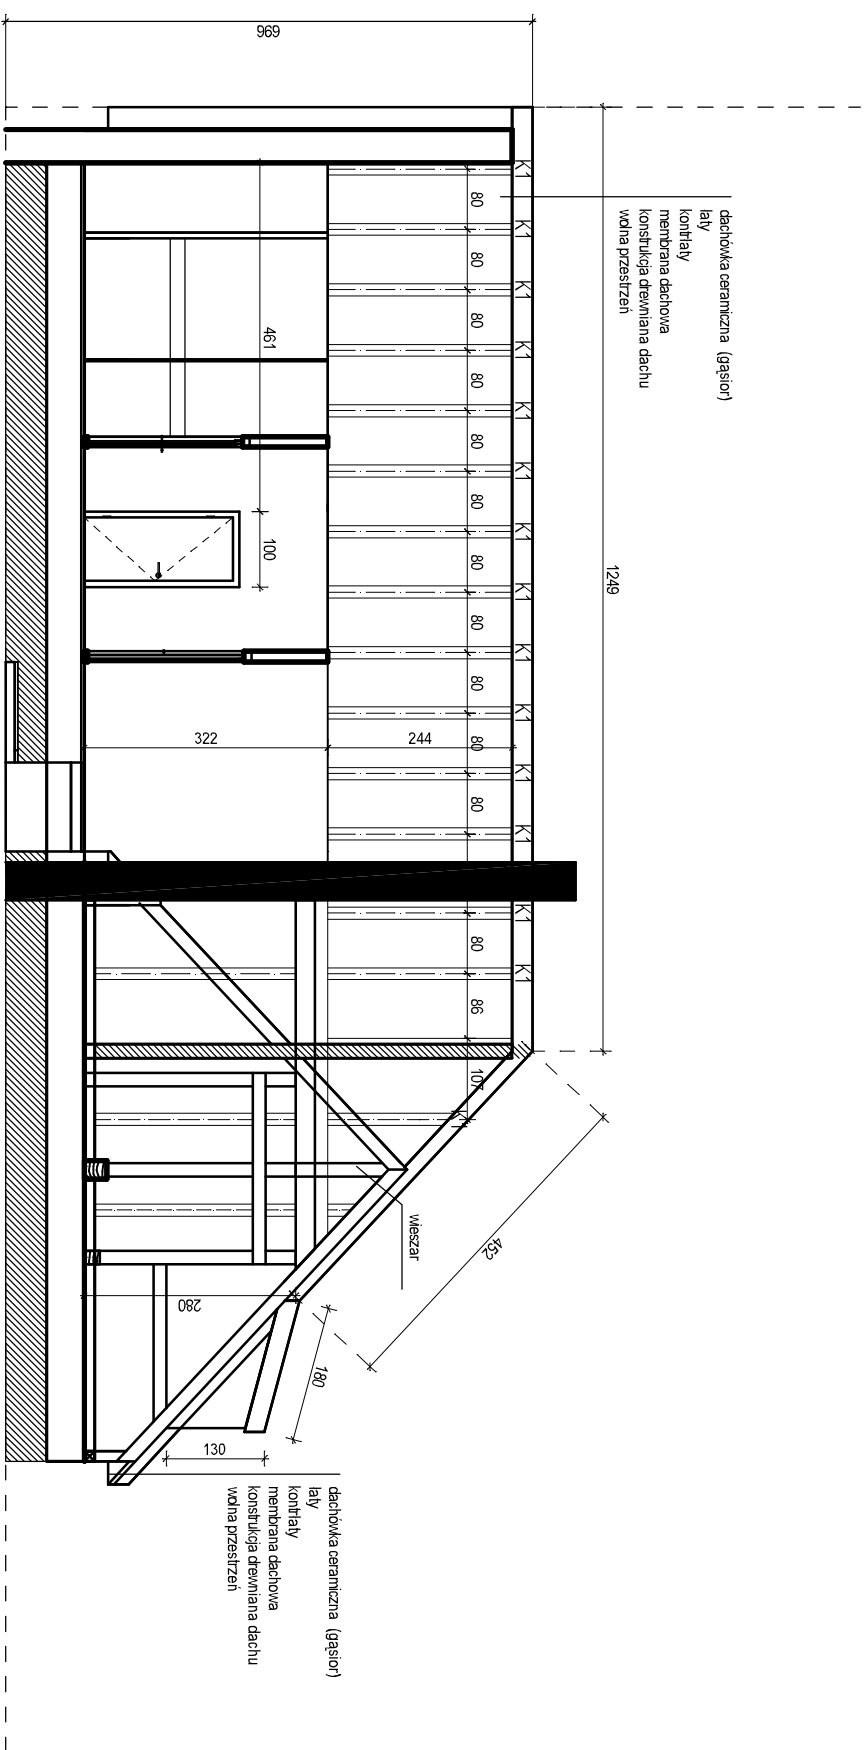 969
dachówka ceramiczna (gąsior)
łaty
kontrłaty
membrana dachowa
konstrukcja drewniana dachu
wolna przestrzeń
1249
80
80
80
80
80
80
80
80
80
80
80
80
86
107
461
100
322
244
wieszar
452
280
180
130
dachówka ceramiczna (gąsior)
łaty
kontrłaty
membrana dachowa
konstrukcja drewniana dachu
wolna przestrzeń